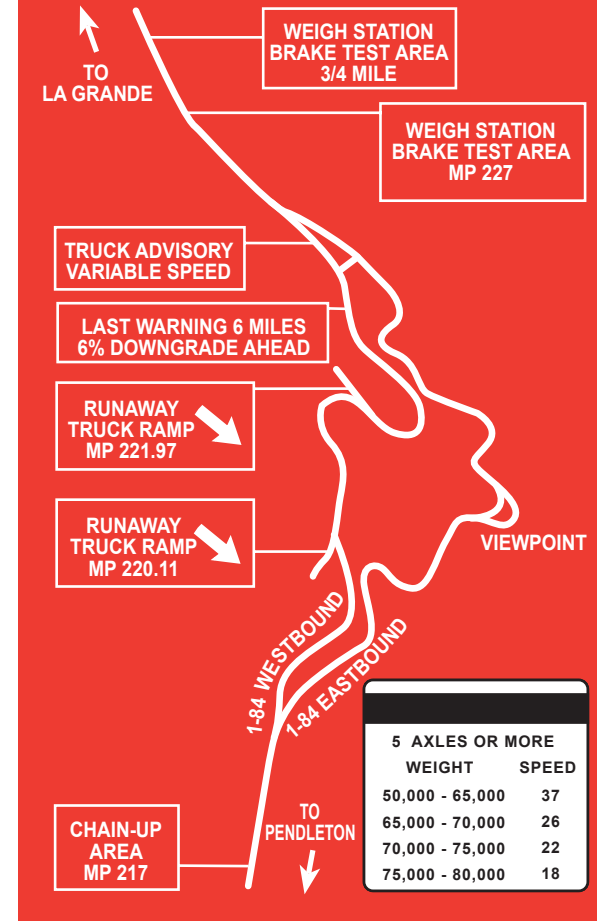 TO
LA GRANDE
WEIGH STATION
BRAKE TEST AREA
3/4 MILE
WEIGH STATION
BRAKE TEST AREA
MP 227
TRUCK ADVISORY
VARIABLE SPEED
LAST WARNING 6 MILES
6% DOWNGRADE AHEAD
RUNAWAY
TRUCK RAMP
MP 221.97
RUNAWAY
TRUCK RAMP
MP 220.11
VIEWPOINT
1-84 WESTBOUND
1-84 EASTBOUND
CHAIN-UP
AREA
MP 217
TO
PENDLETON
5 AXLES OR MORE
WEIGHT SPEED
50,000 - 65,000 37
65,000 - 70,000 26
70,000 - 75,000 22
75,000 - 80,000 18